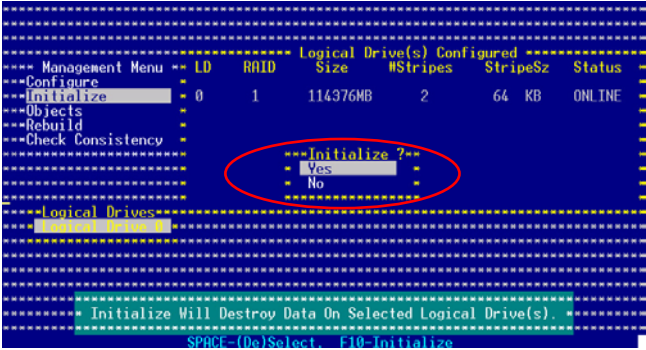 Logical Drive(s) Configured
Management Menu
LD RAID Size #Stripes StripeSz Status
Configure
Initialize
0 1 114376MB 2 64 KB ONLINE
Objects
Rebuild
Check Consistency
Initialize ?
Yes
No
Logical Drives
Logical Drive 0
Initialize Will Destroy Data On Selected Logical Drive(s).
SPACE-(De)Select, F10-Initialize